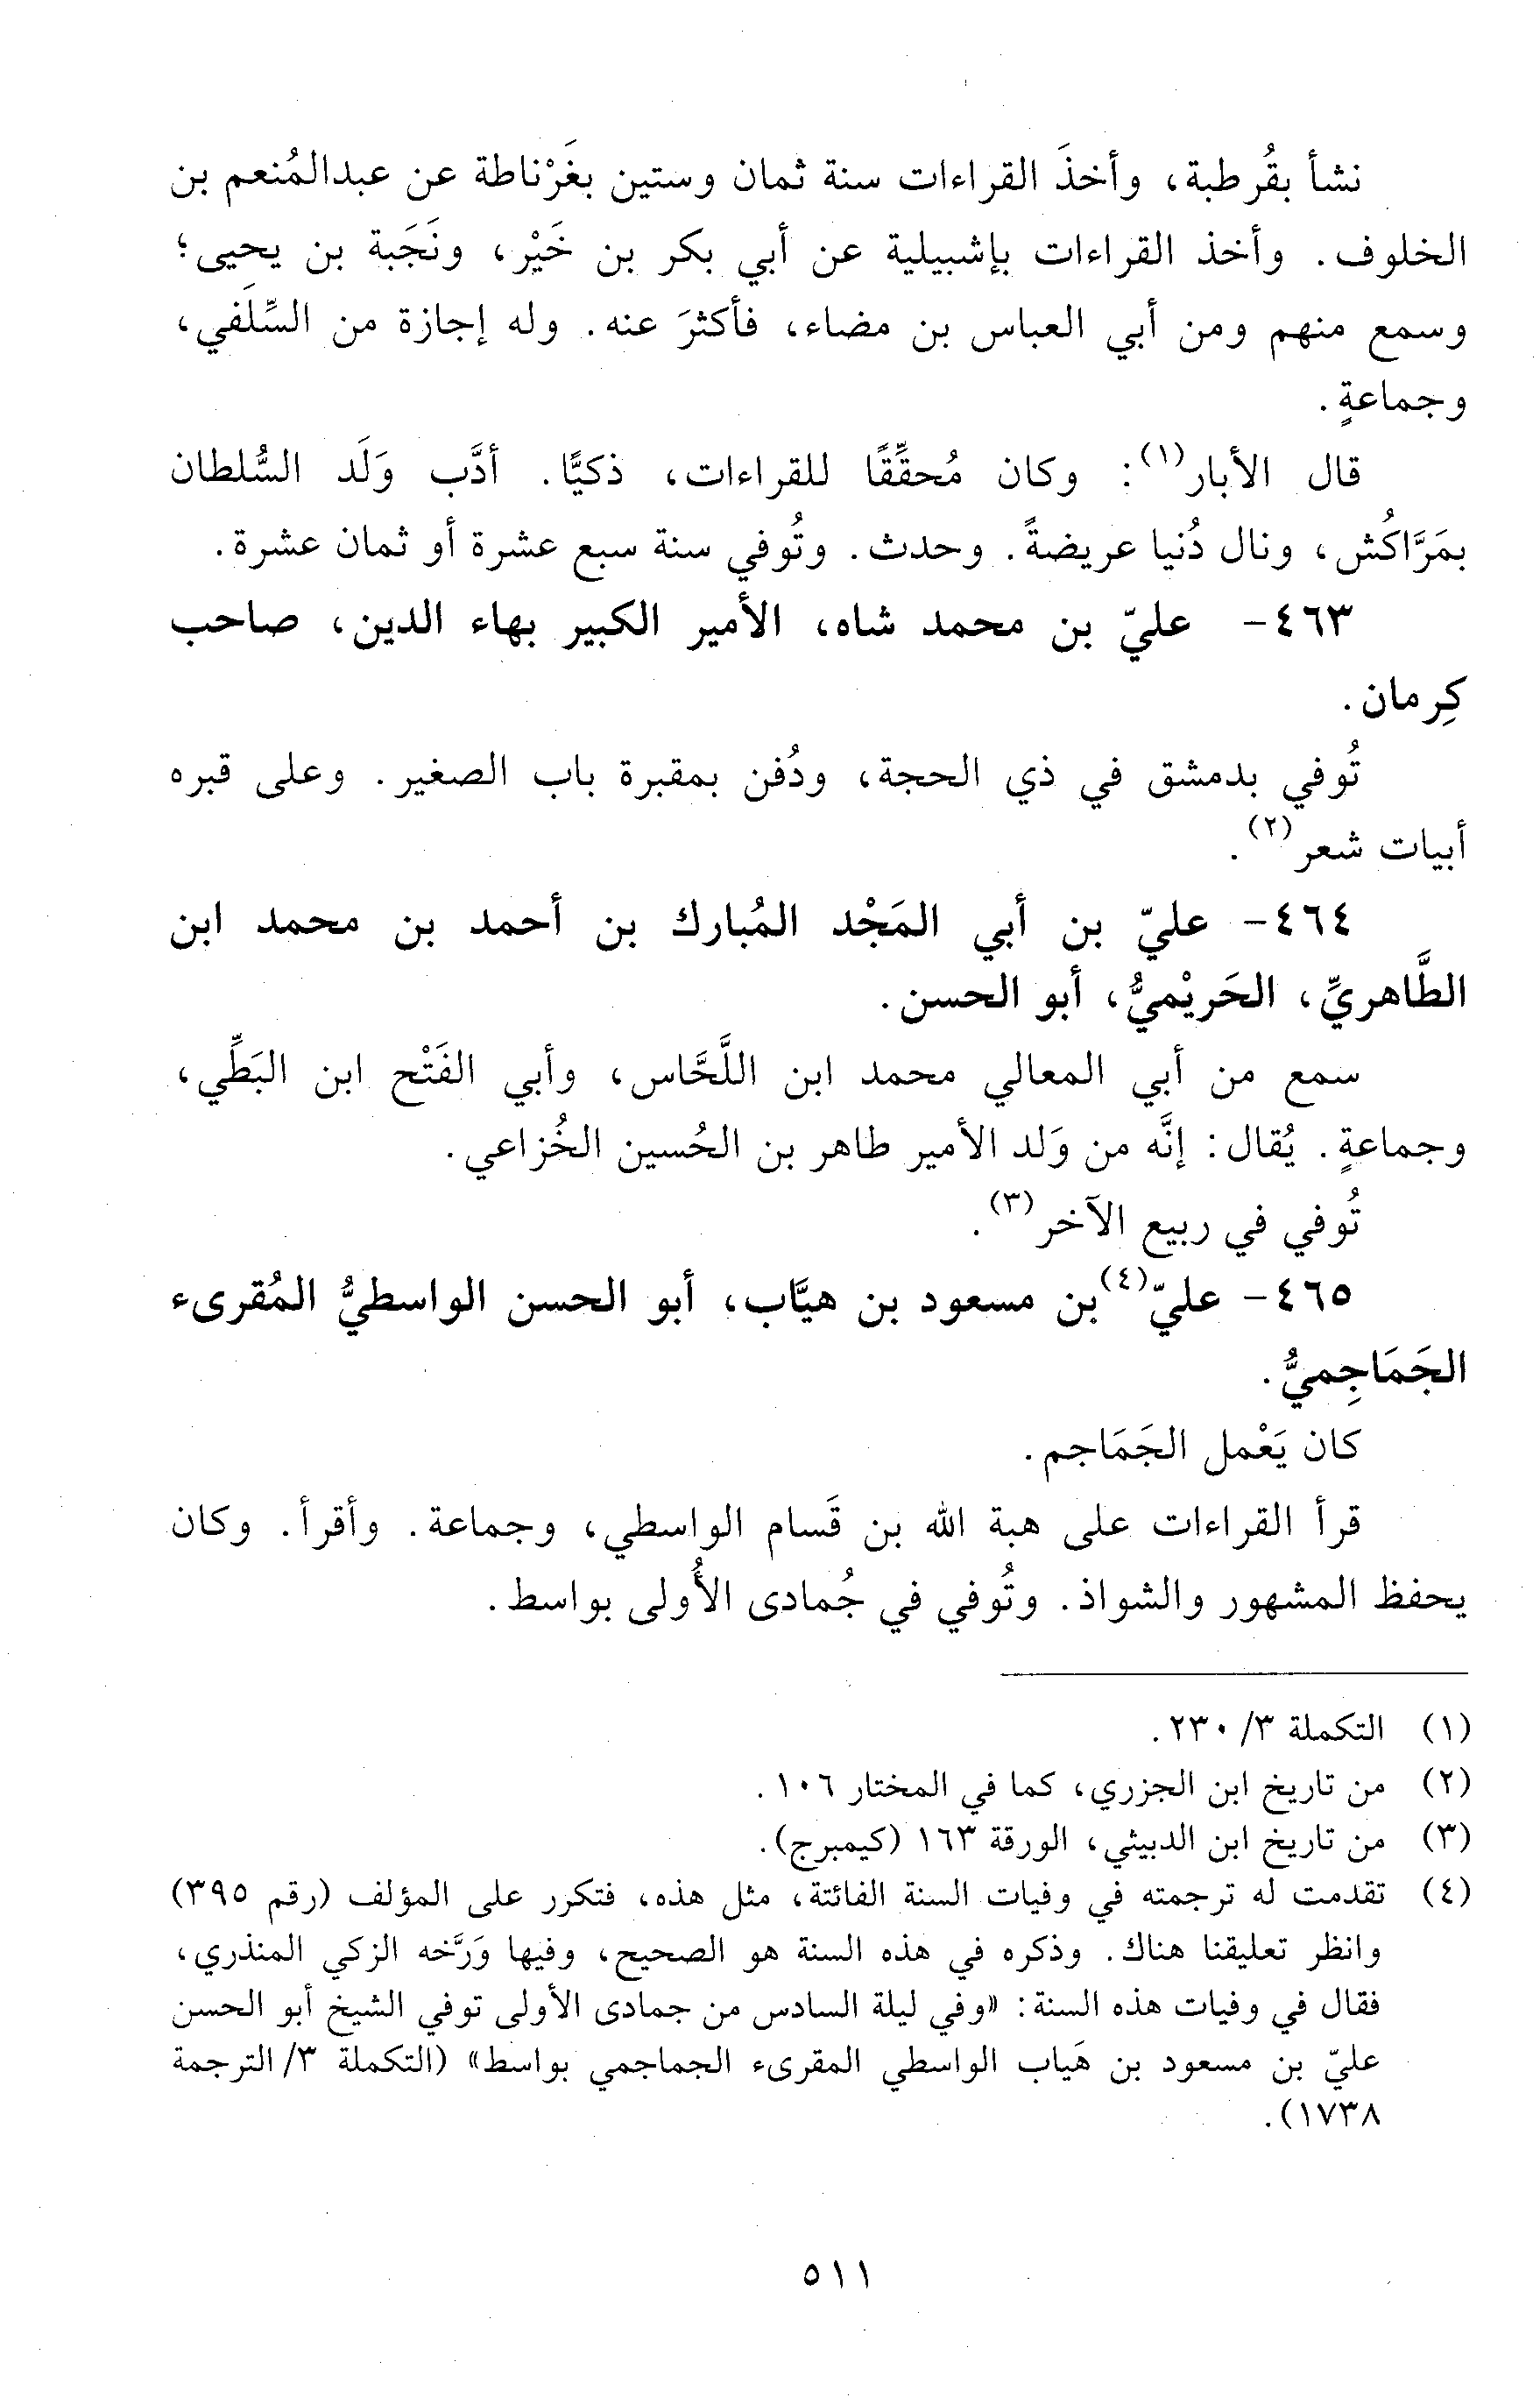 نشأ بقُرطبة، وأخذَ القراءات سنة ثمان وستين بغَرْناطة عن عبدالمُنعم بن
الخلوف. وأخذ القراءات بإشبيلية عن أبي بكر بن خَيْر، ونَجَبة بن يحيى؛
وسمع منهم ومن أبي العباس بن مضاء، فأكثرَ عنه. وله إجازة من السِّلَفي،
وجماعةٍ.
قال الأبار(١): وكان مُحقِّقًا للقراءات، ذكيًّا. أدَّب وَلَد السُّلطان
بمَرَّاكُش، ونال دُنيا عريضةً. وحدث. وتُوفي سنة سبع عشرة أو ثمان عشرة.
٤٦٣- عليّ بن محمد شاه، الأمير الكبير بهاء الدين، صاحب
كِرمان.
تُوفي بدمشق في ذي الحجة، ودُفن بمقبرة باب الصغير. وعلى قبره
أبيات شعر(٢).
٤٦٤- عليّ بن أبي المَجْد المُبارك بن أحمد بن محمد ابن
الطَّاهريِّ، الحَريْميُّ، أبو الحسن.
سمع من أبي المعالي محمد ابن اللَّحَّاس، وأبي الفَتْح ابن البَطِّي،
وجماعةٍ. يُقال: إنَّه من وَلد الأمير طاهر بن الحُسين الخُزاعي.
تُوفي في ربيع الآخر(٣).
٤٦٥- عليّ(٤) بن مسعود بن هيَّاب، أبو الحسن الواسطيُّ المُقرىء
الجَمَاجِميُّ.
كان يَعْمل الجَمَاجم.
قرأ القراءات على هبة الله بن قَسام الواسطي، وجماعة. وأقرأ. وكان
يحفظ المشهور والشواذ. وتُوفي في جُمادى الأُولى بواسط.
(١) التكملة ٣/ ٢٣٠.
(٢) من تاريخ ابن الجزري، كما في المختار ١٠٦.
(٣) من تاريخ ابن الدبيثي، الورقة ١٦٣ (كيمبرج).
(٤) تقدمت له ترجمته في وفيات السنة الفائتة، مثل هذه، فتكرر على المؤلف (رقم ٣٩٥)
وانظر تعليقنا هناك. وذكره في هذه السنة هو الصحيح، وفيها وَرَّخه الزكي المنذري،
فقال في وفيات هذه السنة: «وفي ليلة السادس من جمادى الأولى توفي الشيخ أبو الحسن
عليّ بن مسعود بن هَياب الواسطي المقرىء الجماجمي بواسط» (التكملة ٣/ الترجمة
١٧٣٨).
٥١١